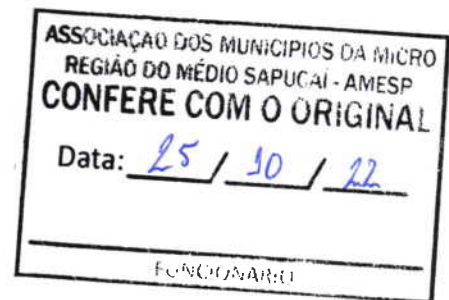 ASSOCIAÇÃO DOS MUNICIPIOS DA MICRO
REGIÃO DO MÉDIO SAPUCAÍ - AMESP
CONFERE COM O ORIGINAL
Data: 25 / 10 / 22
FUNCIONÁRIO